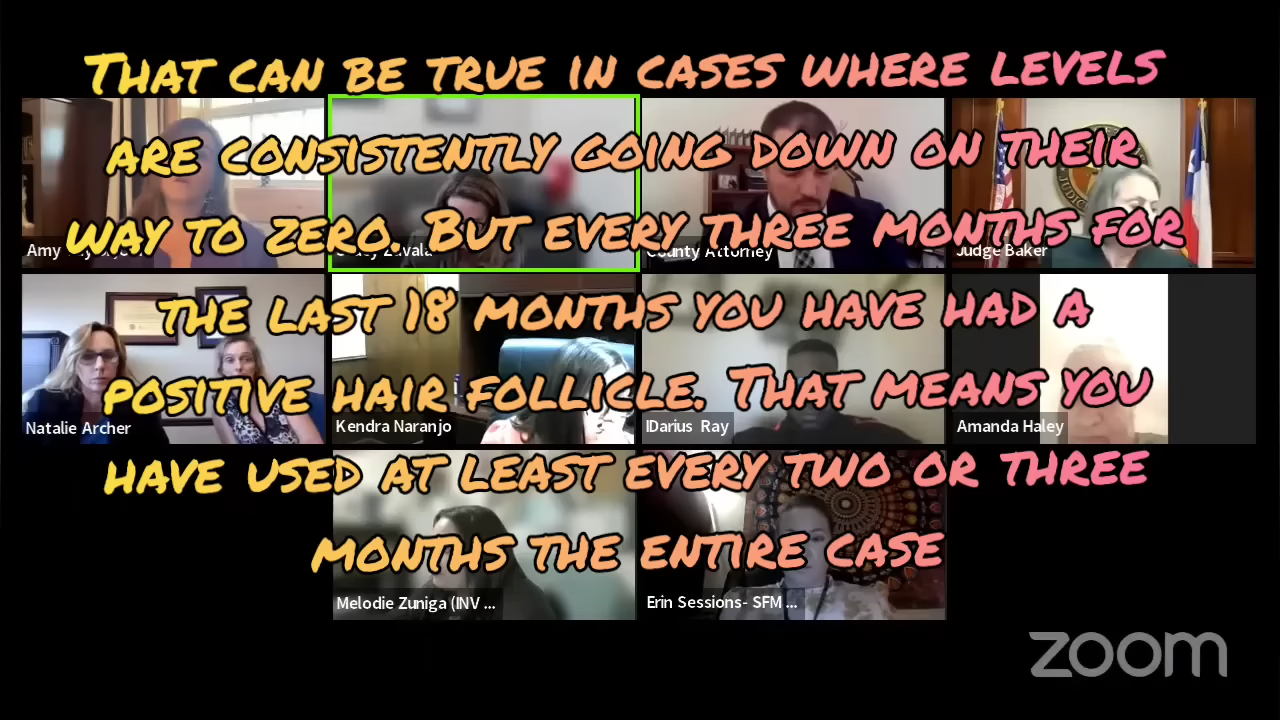 THAT CAN BE TRUE IN CASES WHERE LEVELS
ARE CONSISTENTLY GOING DOWN ON THEIR
WAY TO ZERO. BUT EVERY THREE MONTHS FOR
THE LAST 18 MONTHS YOU HAVE HAD A
POSITIVE HAIR FOLLICLE. THAT MEANS YOU
HAVE USED AT LEAST EVERY TWO OR THREE
MONTHS THE ENTIRE CASE
Amy
Zavala
County Attorney
Judge Baker
Natalie Archer
Kendra Naranjo
IDarius Ray
Amanda Haley
Melodie Zuniga (INV ...
Erin Sessions- SFM ...
zoom